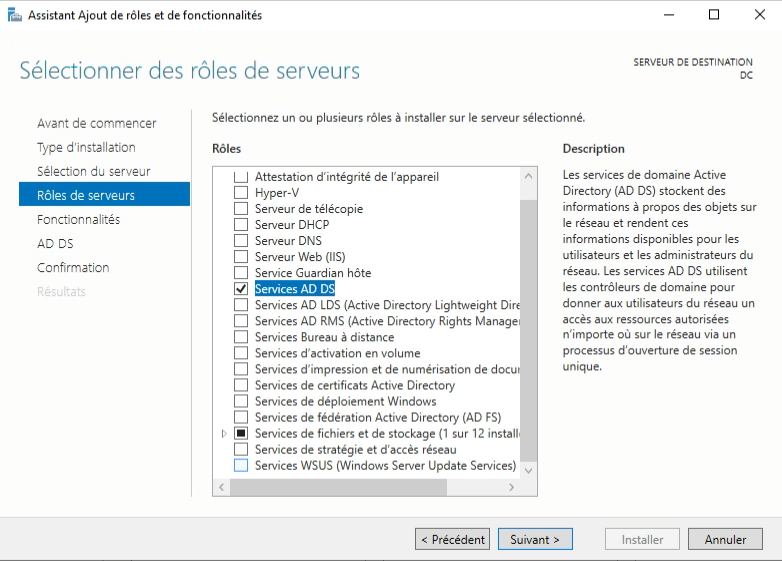 Assistant Ajout de rôles et de fonctionnalités
Sélectionner des rôles de serveurs
SERVEUR DE DESTINATION
DC
Avant de commencer
Type d'installation
Sélection du serveur
Rôles de serveurs
Fonctionnalités
AD DS
Confirmation
Résultats
Sélectionnez un ou plusieurs rôles à installer sur le serveur sélectionné.
Rôles
Attestation d'intégrité de l'appareil
Hyper-V
Serveur de télécopie
Serveur DHCP
Serveur DNS
Serveur Web (IIS)
Service Guardian hôte
Services AD DS
Services AD LDS (Active Directory Lightweight Dire
Services AD RMS (Active Directory Rights Manager
Services Bureau à distance
Services d'activation en volume
Services d'impression et de numérisation de docu
Services de certificats Active Directory
Services de déploiement Windows
Services de fédération Active Directory (AD FS)
Services de fichiers et de stockage (1 sur 12 install
Services de stratégie et d'accès réseau
Services WSUS (Windows Server Update Services)
Description
Les services de domaine Active
Directory (AD DS) stockent des
informations à propos des objets sur
le réseau et rendent ces
informations disponibles pour les
utilisateurs et les administrateurs du
réseau. Les services AD DS utilisent
les contrôleurs de domaine pour
donner aux utilisateurs du réseau un
accès aux ressources autorisées
n'importe où sur le réseau via un
processus d'ouverture de session
unique.
< Précédent
Suivant >
Installer
Annuler